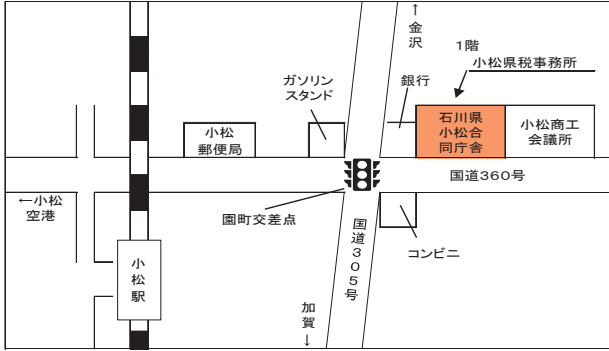 ↑
金沢
1階
小松県税事務所
ガソリン
スタンド
銀行
小松
郵便局
石川県
小松合
同庁舎
小松商工
会議所
国道360号
←小松
空港
園町交差点
国道305号
コンビニ
小松駅
加賀
↓